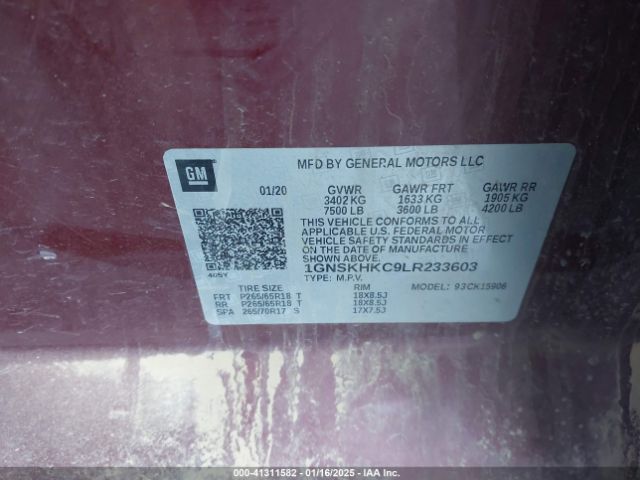 GM
MFD BY GENERAL MOTORS LLC
01/20 GVWR GAWR FRT GAWR RR
3402 KG 1633 KG 1905 KG
7500 LB 3600 LB 4200 LB
THIS VEHICLE CONFORMS TO ALL
APPLICABLE U.S. FEDERAL MOTOR
VEHICLE SAFETY STANDARDS IN EFFECT
ON THE DATE OF MANUFACTURE
SHOWN ABOVE.
1GNSKHKC9LR233603
TYPE: M.P.V. MODEL: 93CK15906
TIRE SIZE RIM
FRT P265/65R18 T 18X8.5J
RR P265/65R18 T 18X8.5J
SPA 265/70R17 S 17X7.5J
000-41311582 - 01/16/2025 - IAA Inc.